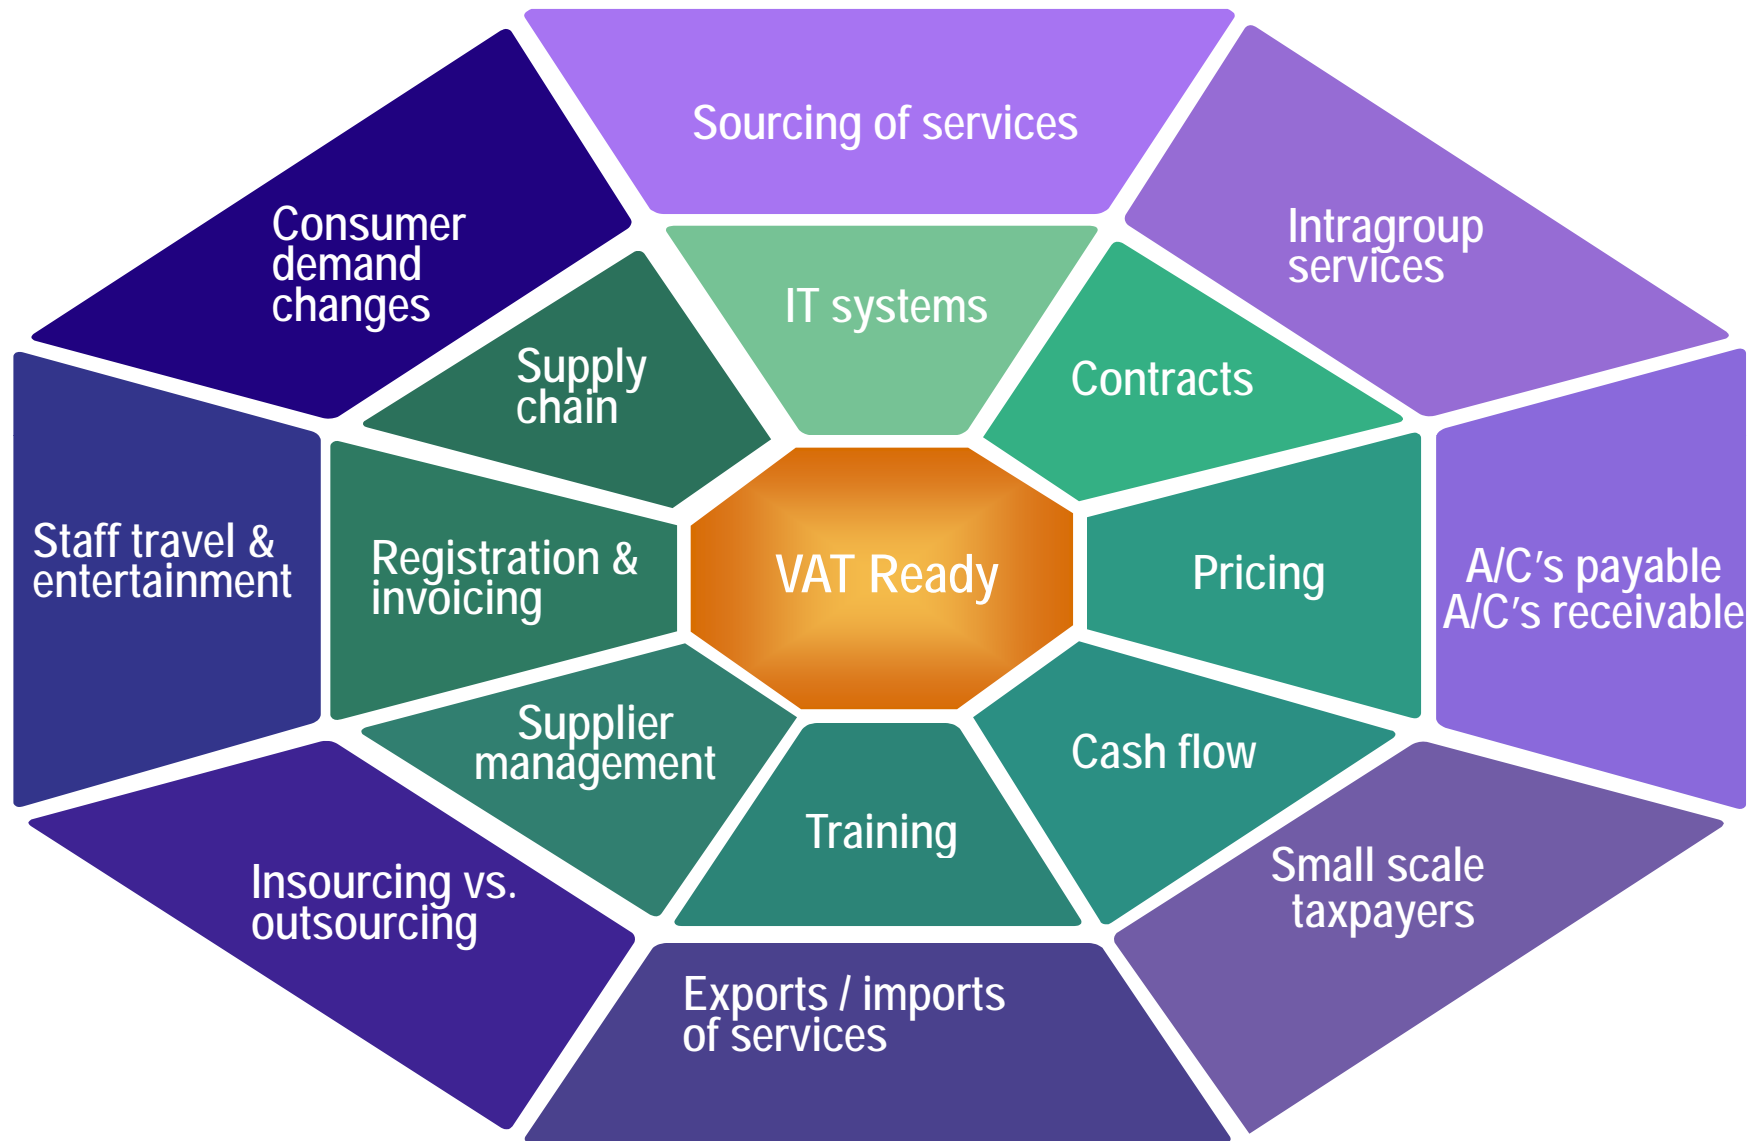 Sourcing of services
Consumer
demand
changes
Intragroup
services
IT systems
Supply
chain
Contracts
Staff travel &
entertainment
Registration &
invoicing
VAT Ready
Pricing
A/C's payable
A/C's receivable
Supplier
management
Cash flow
Training
Insourcing vs.
outsourcing
Small scale
taxpayers
Exports / imports
of services